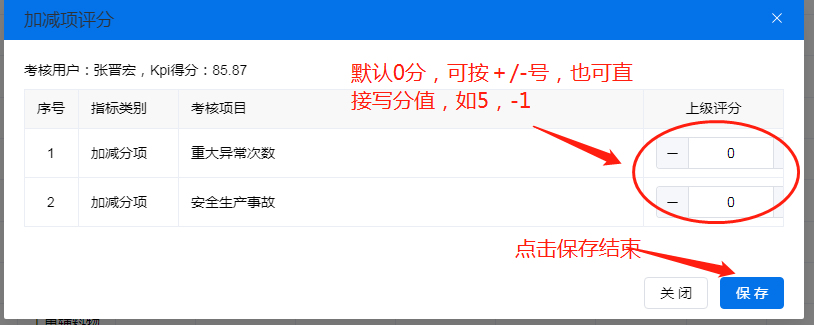 加减项评分
考核用户：张晋宏，Kpi得分：85.87
默认0分，可按＋/-号，也可直
接写分值，如5，-1
序号 指标类别 考核项目 上级评分
1 加减分项 重大异常次数 － 0
2 加减分项 安全生产事故 － 0
点击保存结束
关 闭 保 存